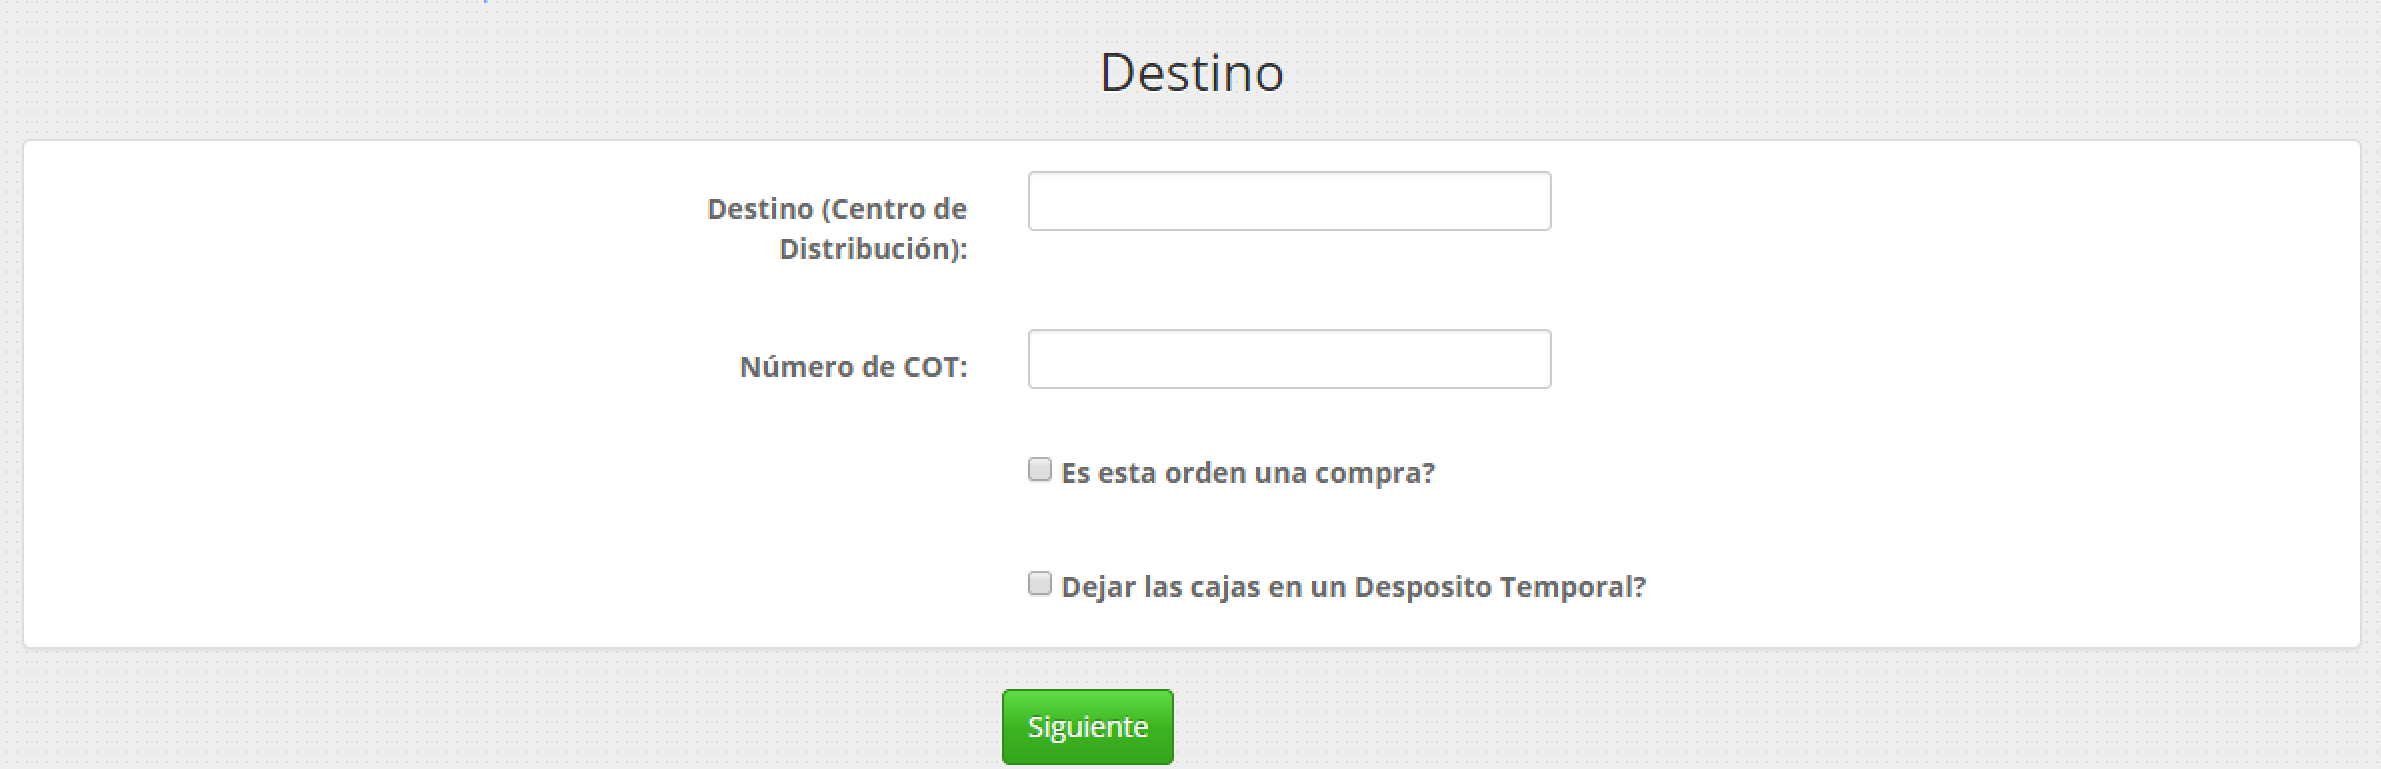 Destino
Destino (Centro de
Distribución):
Número de COT:
Es esta orden una compra?
Dejar las cajas en un Desposito Temporal?
Siguiente